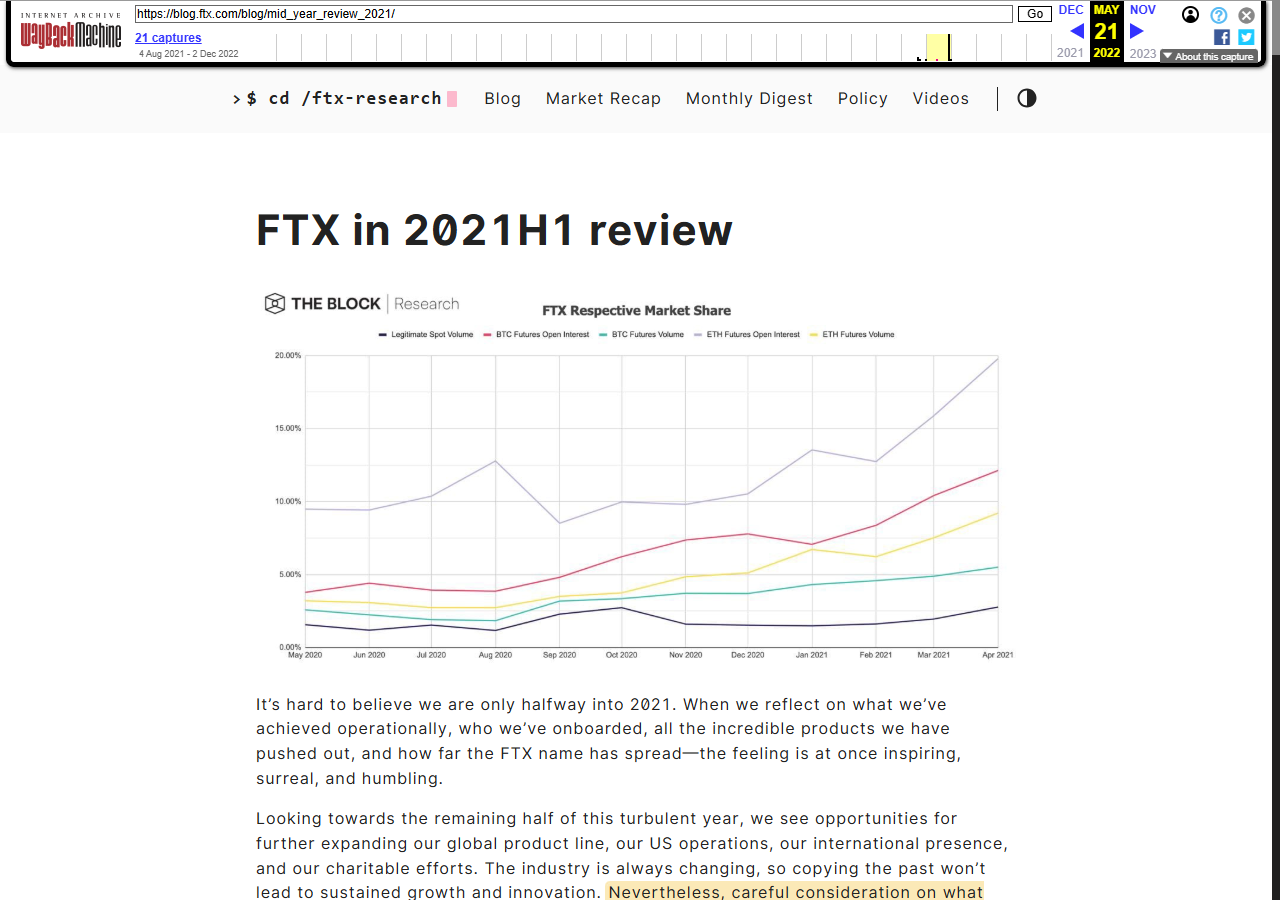 INTERNET ARCHIVE
WayBackMachine
https://blog.ftx.com/blog/mid_year_review_2021/
Go
DEC
MAY
NOV
21 captures
21
4 Aug 2021 - 2 Dec 2022
2021
2022
2023
About this capture
> $ cd /ftx-research
Blog
Market Recap
Monthly Digest
Policy
Videos
FTX in 2021H1 review
THE BLOCK | Research
FTX Respective Market Share
Legitimate Spot Volume
BTC Futures Open Interest
BTC Futures Volume
ETH Futures Open Interest
ETH Futures Volume
20.00%
15.00%
10.00%
5.00%
0.00%
May 2020
Jun 2020
Jul 2020
Aug 2020
Sep 2020
Oct 2020
Nov 2020
Dec 2020
Jan 2021
Feb 2021
Mar 2021
Apr 2021
It’s hard to believe we are only halfway into 2021. When we reflect on what we’ve
achieved operationally, who we’ve onboarded, all the incredible products we have
pushed out, and how far the FTX name has spread—the feeling is at once inspiring,
surreal, and humbling.
Looking towards the remaining half of this turbulent year, we see opportunities for
further expanding our global product line, our US operations, our international presence,
and our charitable efforts. The industry is always changing, so copying the past won’t
lead to sustained growth and innovation. Nevertheless, careful consideration on what